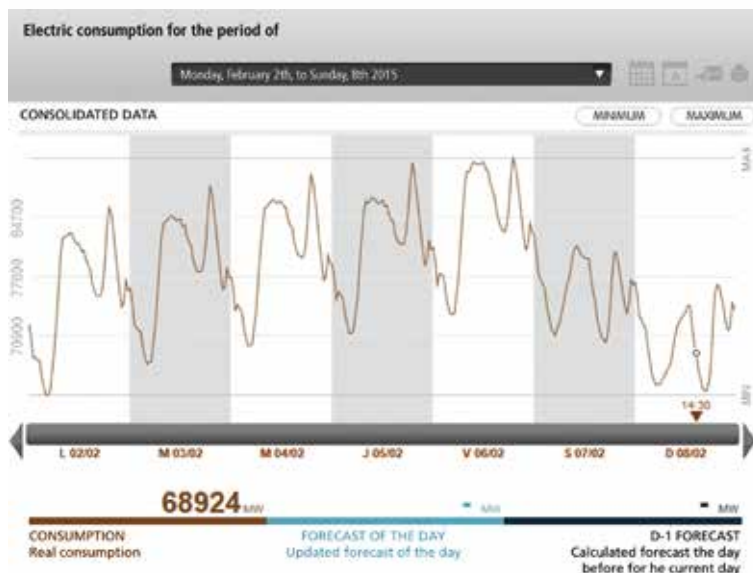 Electric consumption for the period of
Monday, February 2th, to Sunday, 8th 2015
CONSOLIDATED DATA
MINIMUM
MAXIMUM
MAX
84700
77800
70900
MIN
14:30
L 02/02
M 03/02
M 04/02
J 05/02
V 06/02
S 07/02
D 08/02
68924 MW
- MW
- MW
CONSUMPTION
Real consumption
FORECAST OF THE DAY
Updated forecast of the day
D-1 FORECAST
Calculated forecast the day
before for he current day